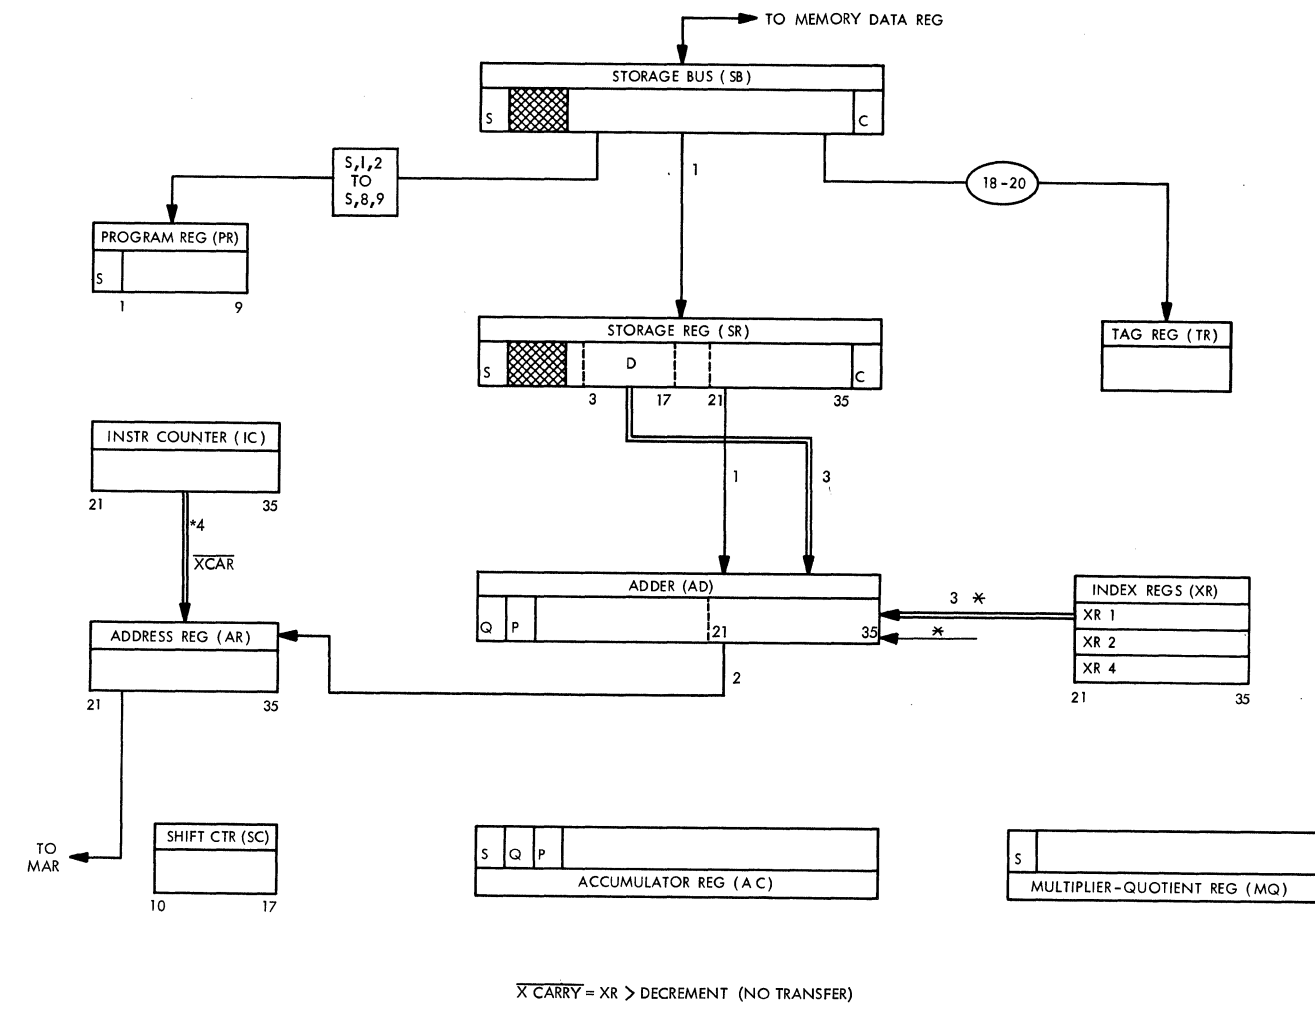 TO MEMORY DATA REG
STORAGE BUS (SB)
S
C
S,1,2
TO
S,8,9
1
18-20
PROGRAM REG (PR)
S
1
9
STORAGE REG (SR)
S
D
C
3
17
21
35
TAG REG (TR)
INSTR COUNTER (IC)
21
35
1
3
*4
XCAR
ADDER (AD)
Q
P
21
35
3 *
*
INDEX REGS (XR)
XR 1
XR 2
XR 4
21
35
ADDRESS REG (AR)
21
35
2
TO
MAR
SHIFT CTR (SC)
10
17
S
Q
P
ACCUMULATOR REG (AC)
S
MULTIPLIER-QUOTIENT REG (MQ)
X CARRY = XR > DECREMENT (NO TRANSFER)